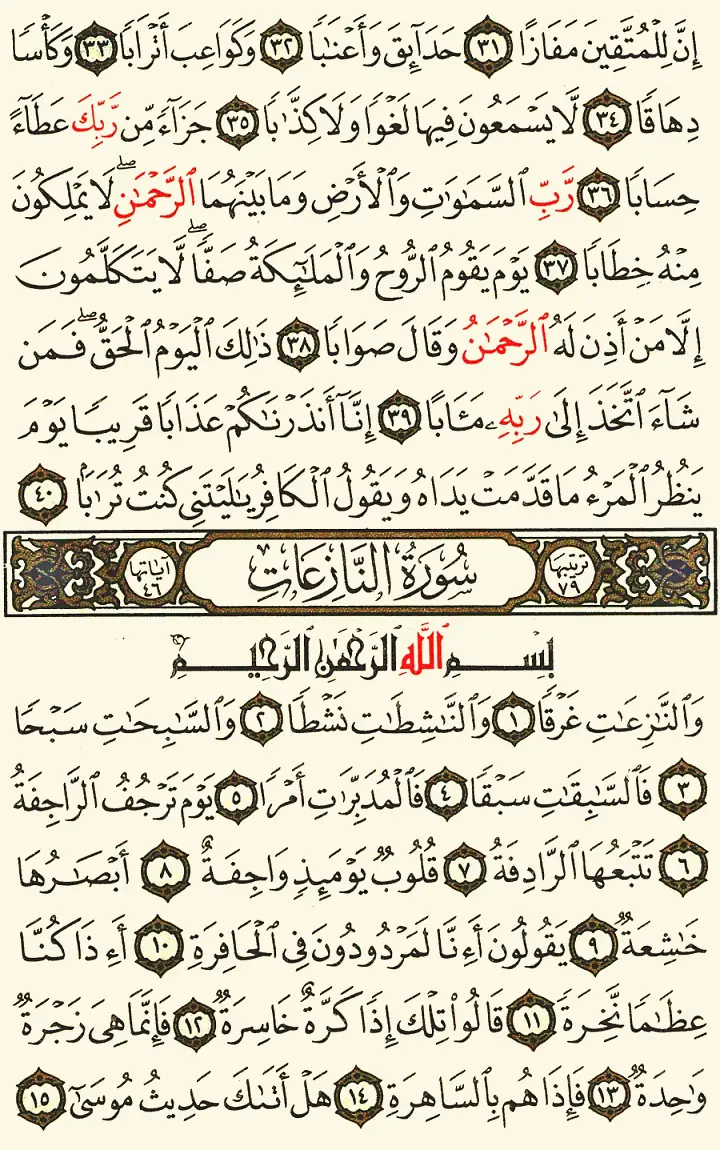 إِنَّ لِلْمُتَّقِينَ مَفَازًا ٣١ حَدَآئِقَ وَأَعْنَٰبًا ٣٢ وَكَوَاعِبَ أَتْرَابًا ٣٣ وَكَأْسًا
دِهَاقًا ٣٤ لَّا يَسْمَعُونَ فِيهَا لَغْوًا وَلَا كِذَّٰبًا ٣٥ جَزَآءً مِّن رَّبِّكَ عَطَآءً
حِسَابًا ٣٦ رَّبِّ ٱلسَّمَٰوَٰتِ وَٱلْأَرْضِ وَمَا بَيْنَهُمَا ٱلرَّحْمَٰنِ ۖ لَا يَمْلِكُونَ
مِنْهُ خِطَابًا ٣٧ يَوْمَ يَقُومُ ٱلرُّوحُ وَٱلْمَلَٰٓئِكَةُ صَفًّا ۖ لَّا يَتَكَلَّمُونَ
إِلَّا مَنْ أَذِنَ لَهُ ٱلرَّحْمَٰنُ وَقَالَ صَوَابًا ٣٨ ذَٰلِكَ ٱلْيَوْمُ ٱلْحَقُّ ۖ فَمَن
شَآءَ ٱتَّخَذَ إِلَىٰ رَبِّهِۦ مَـَٔابًا ٣٩ إِنَّآ أَنذَرْنَٰكُمْ عَذَابًا قَرِيبًا يَوْمَ
يَنظُرُ ٱلْمَرْءُ مَا قَدَّمَتْ يَدَاهُ وَيَقُولُ ٱلْكَافِرُ يَٰلَيْتَنِى كُنتُ تُرَٰبًۢا ٤٠
ترتيبها ٧٩ سُورَةُ النَّازِعَاتِ آياتها ٤٦
بِسْمِ ٱللَّهِ ٱلرَّحْمَٰنِ ٱلرَّحِيمِ
وَٱلنَّٰزِعَٰتِ غَرْقًا ١ وَٱلنَّٰشِطَٰتِ نَشْطًا ٢ وَٱلسَّٰبِحَٰتِ سَبْحًا
٣ فَٱلسَّٰبِقَٰتِ سَبْقًا ٤ فَٱلْمُدَبِّرَٰتِ أَمْرًا ٥ يَوْمَ تَرْجُفُ ٱلرَّاجِفَةُ
٦ تَتْبَعُهَا ٱلرَّادِفَةُ ٧ قُلُوبٌ يَوْمَئِذٍ وَاجِفَةٌ ٨ أَبْصَٰرُهَا
خَٰشِعَةٌ ٩ يَقُولُونَ أَءِنَّا لَمَرْدُودُونَ فِى ٱلْحَافِرَةِ ١٠ أَءِذَا كُنَّا
عِظَٰمًا نَّخِرَةً ١١ قَالُوا۟ تِلْكَ إِذًا كَرَّةٌ خَاسِرَةٌ ١٢ فَإِنَّمَا هِىَ زَجْرَةٌ
وَٰحِدَةٌ ١٣ فَإِذَا هُم بِٱلسَّاهِرَةِ ١٤ هَلْ أَتَىٰكَ حَدِيثُ مُوسَىٰٓ ١٥